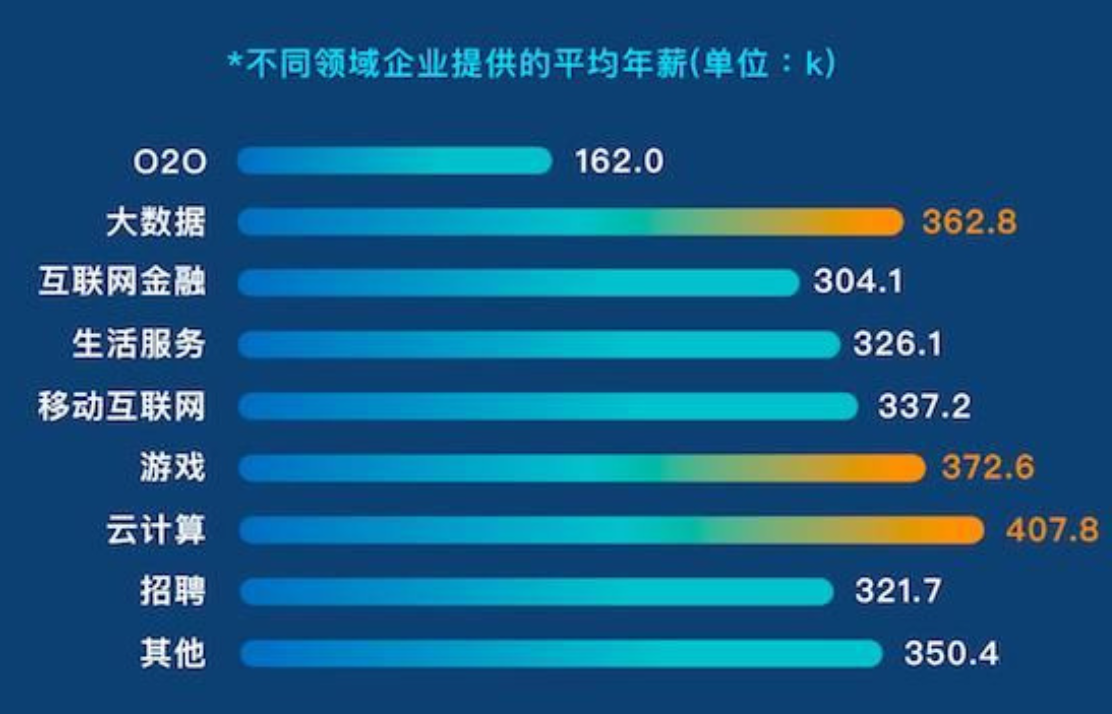 *不同领域企业提供的平均年薪(单位：k)
O2O 162.0
大数据 362.8
互联网金融 304.1
生活服务 326.1
移动互联网 337.2
游戏 372.6
云计算 407.8
招聘 321.7
其他 350.4